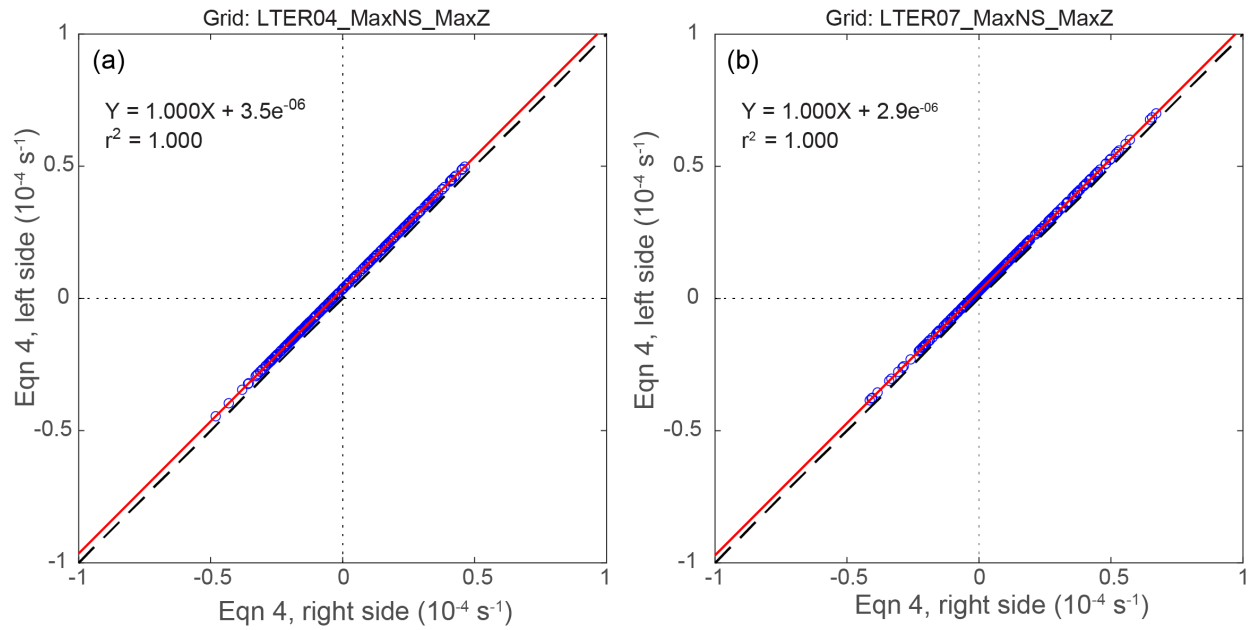 Grid: LTER04_MaxNS_MaxZ
(a)
Y = 1.000X + 3.5e⁻⁰⁶
r² = 1.000
1
0.5
0
-0.5
-1
-1
-0.5
0
0.5
1
Eqn 4, left side (10⁻⁴ s⁻¹)
Eqn 4, right side (10⁻⁴ s⁻¹)
Grid: LTER07_MaxNS_MaxZ
(b)
Y = 1.000X + 2.9e⁻⁰⁶
r² = 1.000
1
0.5
0
-0.5
-1
-1
-0.5
0
0.5
1
Eqn 4, left side (10⁻⁴ s⁻¹)
Eqn 4, right side (10⁻⁴ s⁻¹)